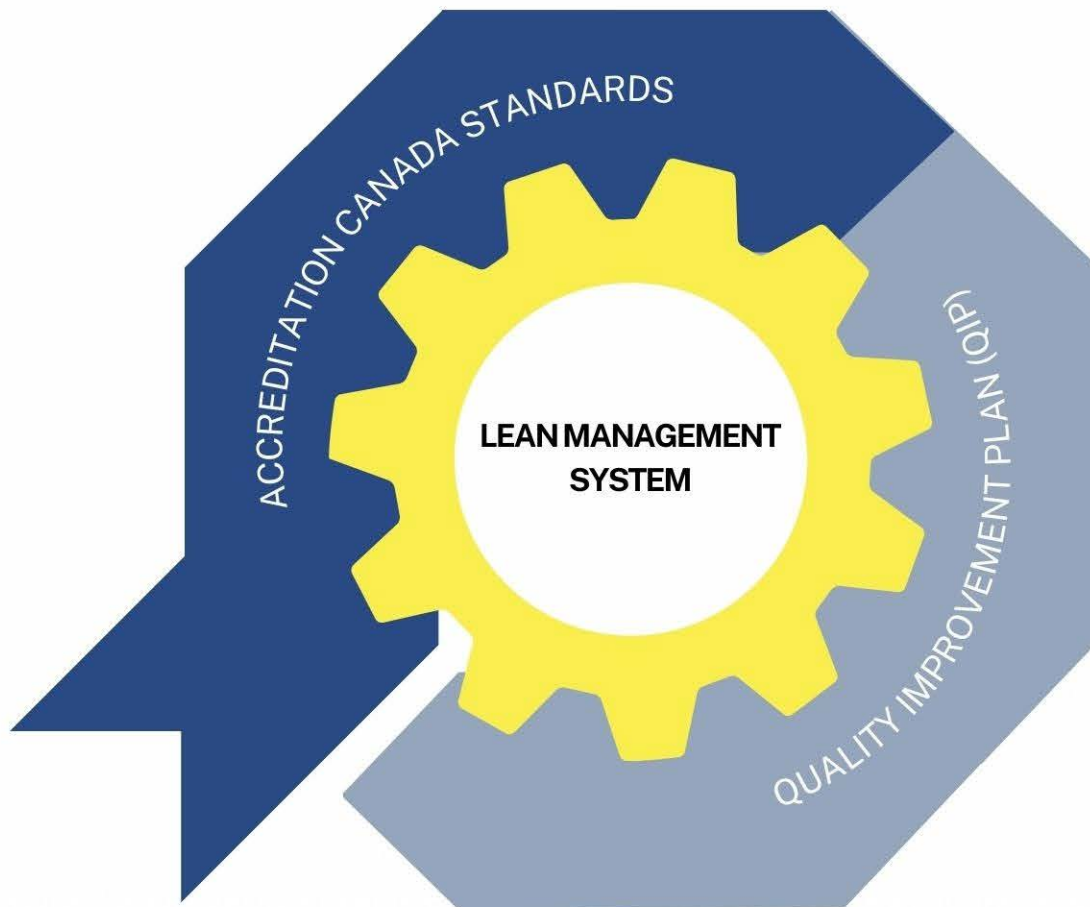 ACCREDITATION CANADA STANDARDS
LEAN MANAGEMENT
SYSTEM
QUALITY IMPROVEMENT PLAN (QIP)